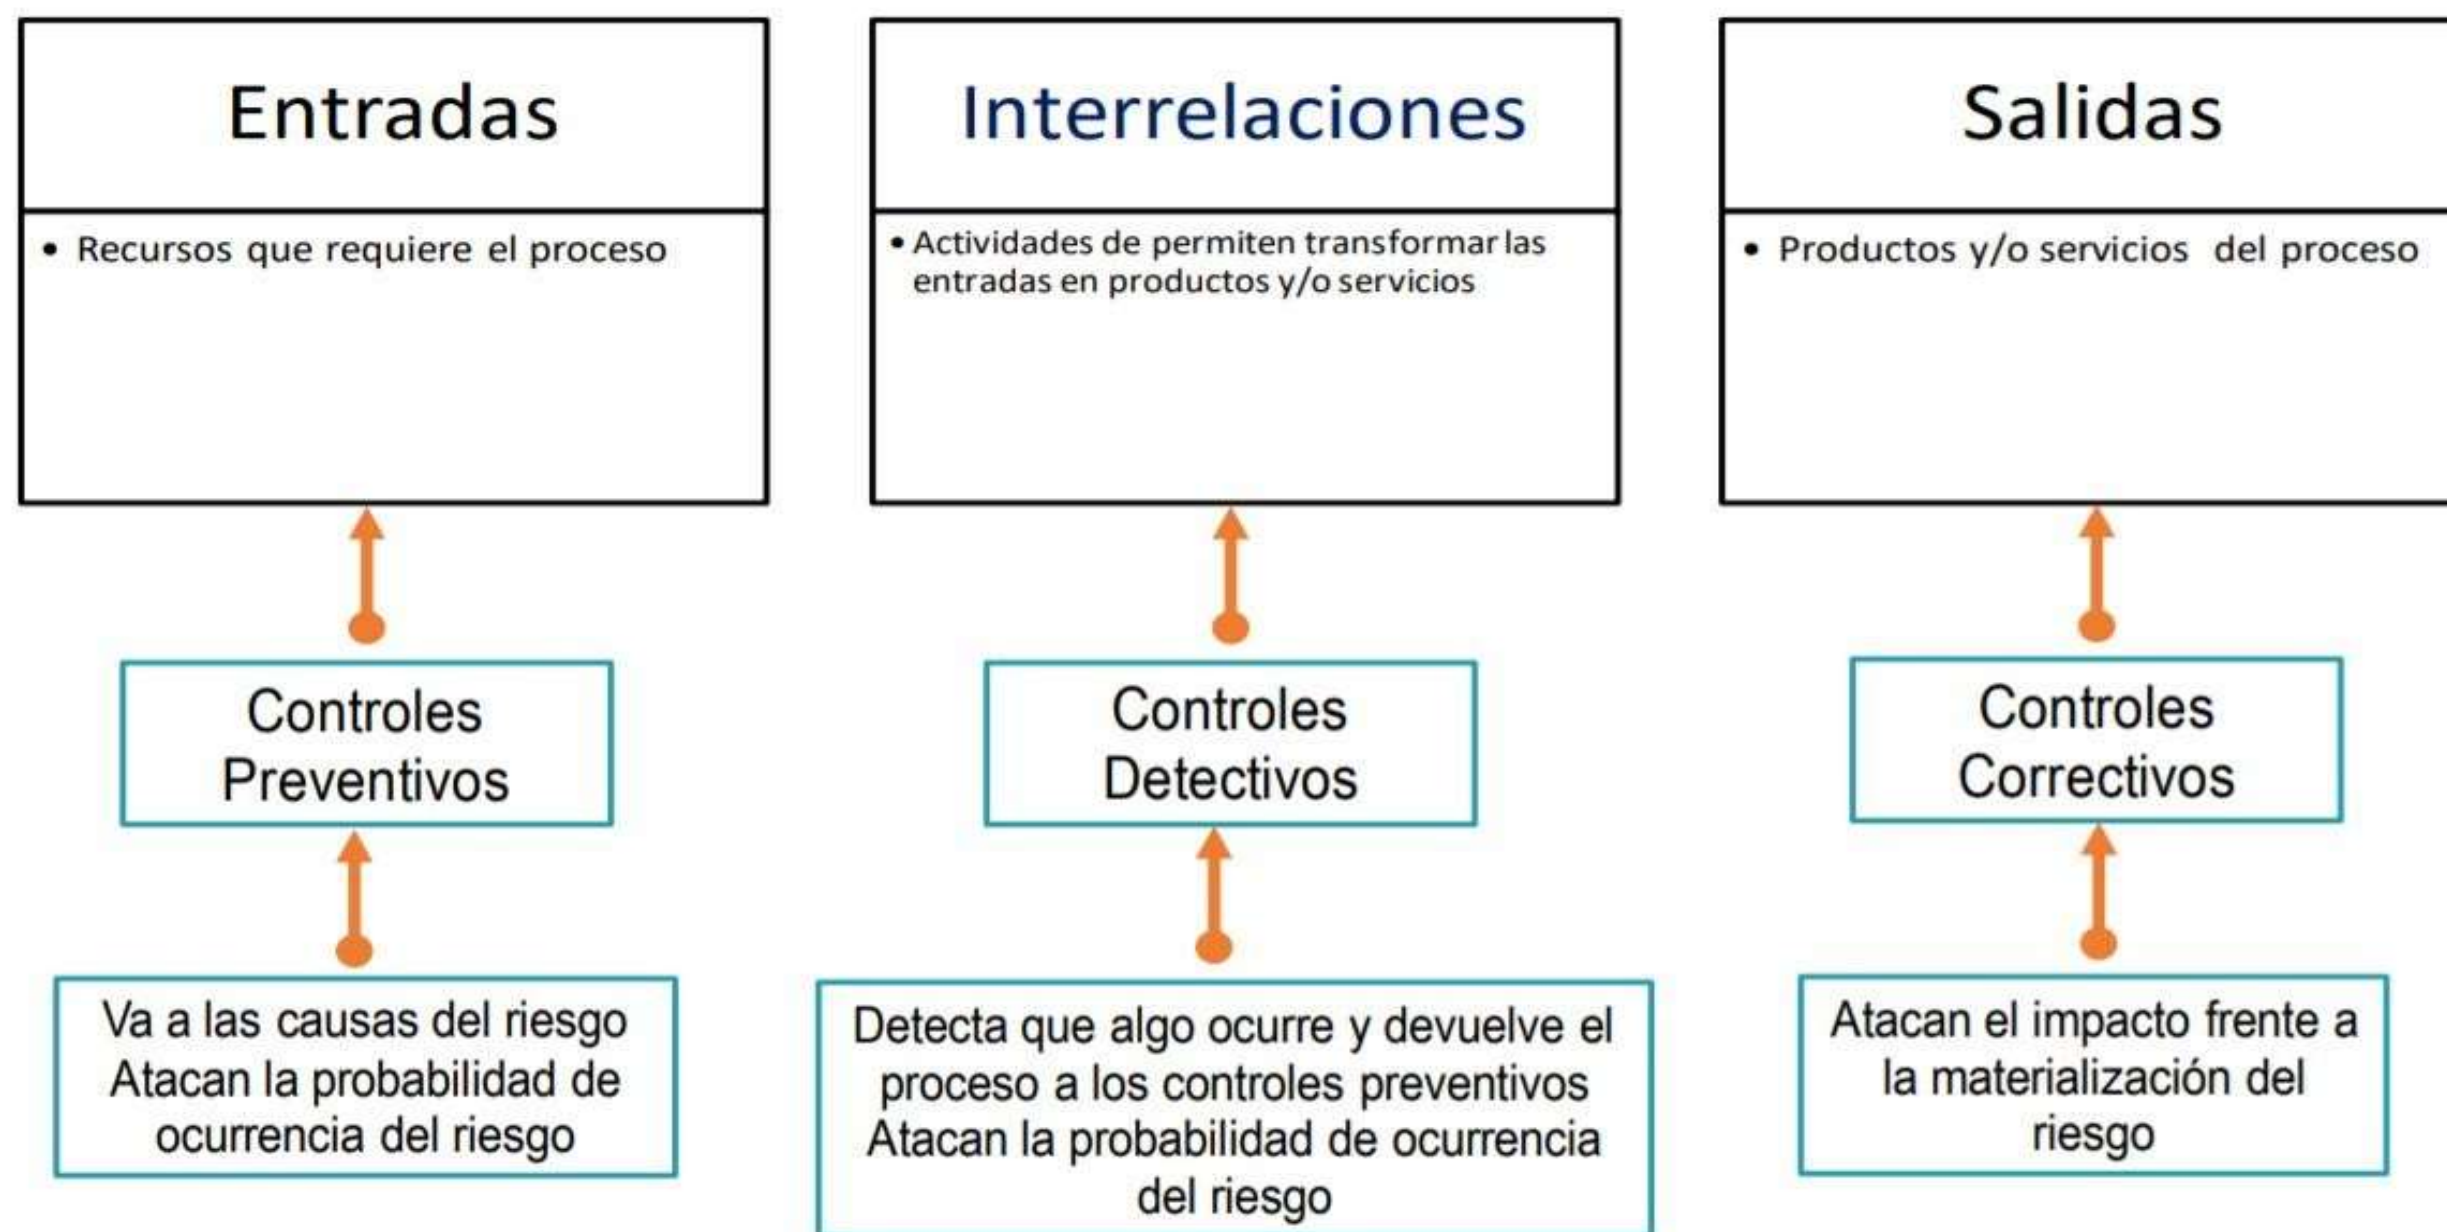 Entradas
• Recursos que requiere el proceso
Interrelaciones
• Actividades de permiten transformar las
entradas en productos y/o servicios
Salidas
• Productos y/o servicios del proceso
Controles
Preventivos
Controles
Detectivos
Controles
Correctivos
Va a las causas del riesgo
Atacan la probabilidad de
ocurrencia del riesgo
Detecta que algo ocurre y devuelve el
proceso a los controles preventivos
Atacan la probabilidad de ocurrencia
del riesgo
Atacan el impacto frente a
la materialización del
riesgo